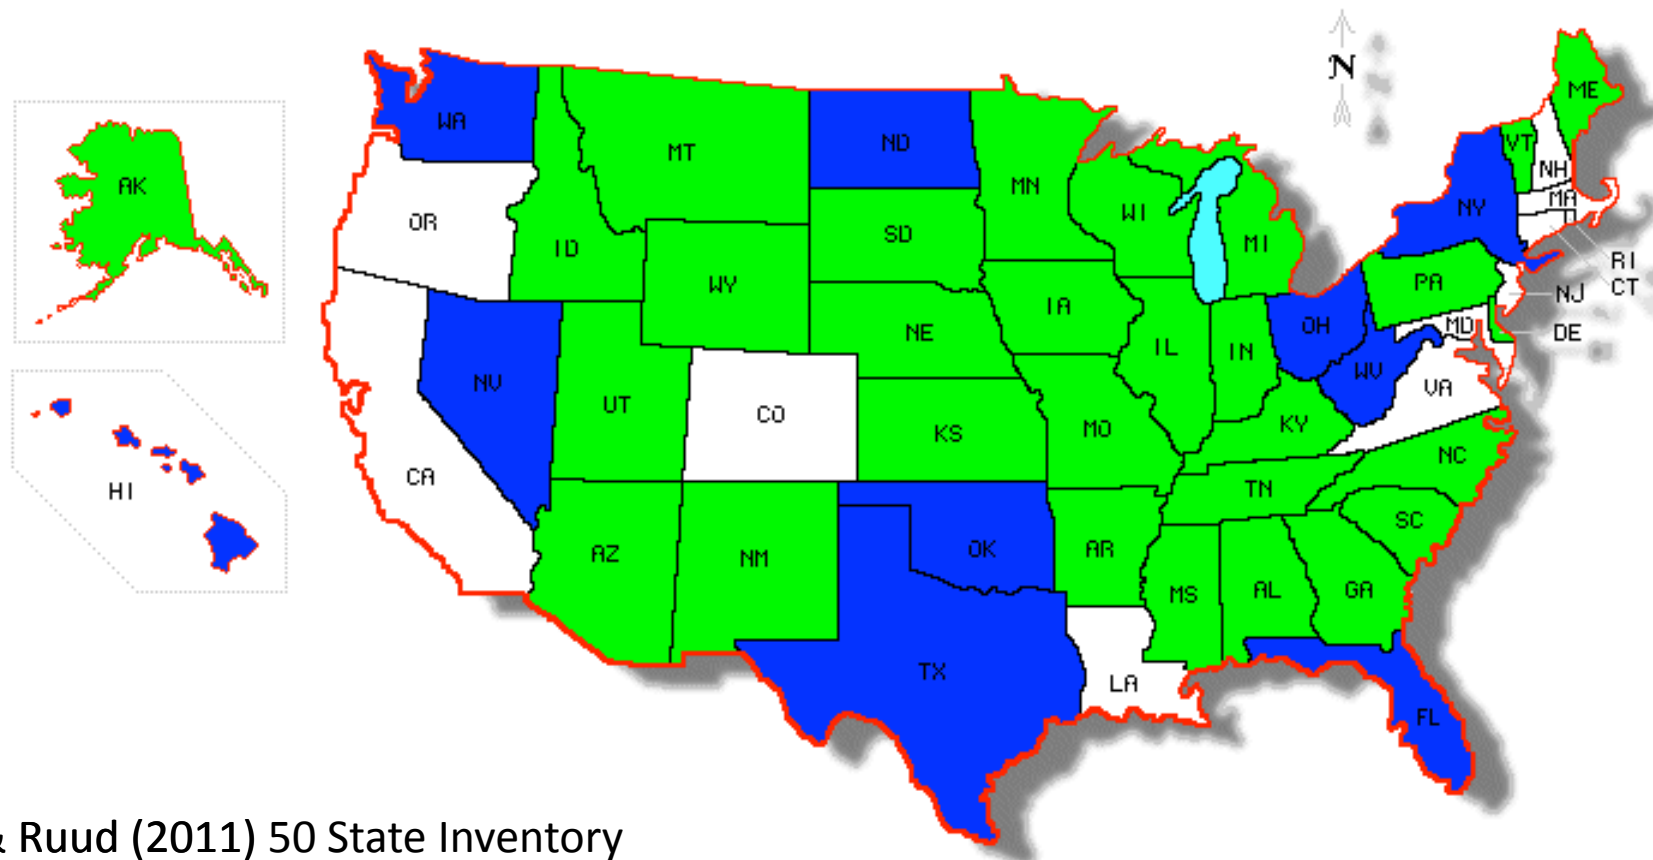 N
ME
WA
ND
MT
VT
AK
MN
NH
MA
OR
WI
NY
SD
ID
MI
RI
WY
PA
CT
NJ
IA
OH
MD
DE
NE
IL
IN
WV
NV
VA
UT
CO
KY
KS
MO
NC
CA
HI
TN
SC
AZ
NM
OK
AR
MS
AL
GA
TX
LA
FL
& Ruud (2011) 50 State Inventory